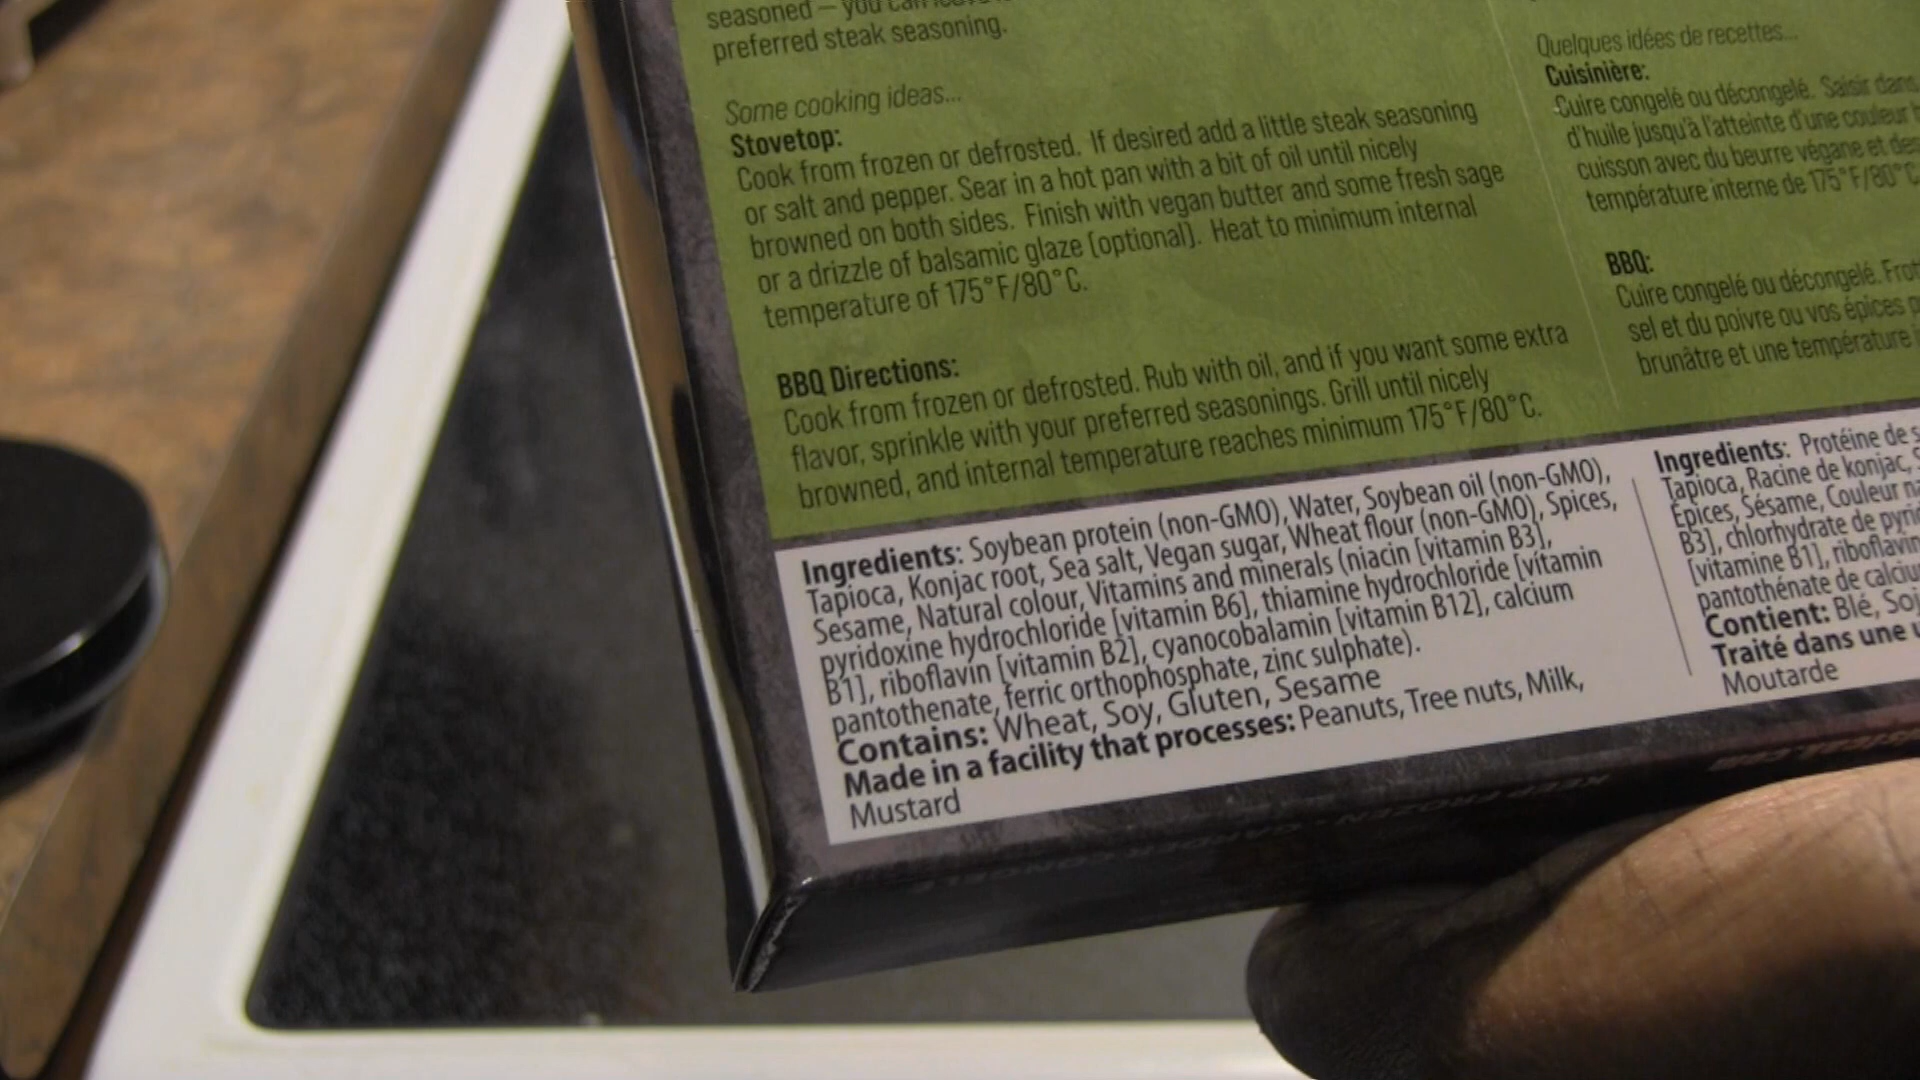 seasoned – you can
preferred steak seasoning.
Some cooking ideas...
Stovetop:
Cook from frozen or defrosted. If desired add a little steak seasoning
or salt and pepper. Sear in a hot pan with a bit of oil until nicely
browned on both sides. Finish with vegan butter and some fresh sage
or a drizzle of balsamic glaze [optional]. Heat to minimum internal
temperature of 175°F/80°C.
BBQ Directions:
Cook from frozen or defrosted. Rub with oil, and if you want some extra
flavor, sprinkle with your preferred seasonings. Grill until nicely
browned, and internal temperature reaches minimum 175°F/80°C.
Ingredients: Soybean protein (non-GMO), Water, Soybean oil (non-GMO),
Tapioca, Konjac root, Sea salt, Vegan sugar, Wheat flour (non-GMO), Spices,
Sesame, Natural colour, Vitamins and minerals (niacin [vitamin B3],
pyridoxine hydrochloride [vitamin B6], thiamine hydrochloride [vitamin
B1], riboflavin [vitamin B2], cyanocobalamin [vitamin B12], calcium
pantothenate, ferric orthophosphate, zinc sulphate).
Contains: Wheat, Soy, Gluten, Sesame
Made in a facility that processes: Peanuts, Tree nuts, Milk,
Mustard
Quelques idées de recettes...
Cuisinière:
Cuire congelé ou décongelé. Saisir dans
d'huile jusqu'à l'atteinte d'une couleur
cuisson avec du beurre végane et des
température interne de 175°F/80°C
BBQ:
Cuire congelé ou décongelé.
sel et du poivre ou vos épices
brunâtre et une température
Ingredients: Protéine de
Tapioca, Racine de konjac,
Épices, Sésame, Couleur
B3], chlorhydrate de
[vitamine B1],
pantothénate de
Contient: Blé,
Traité dans une
Moutarde
KEEP FROZEN